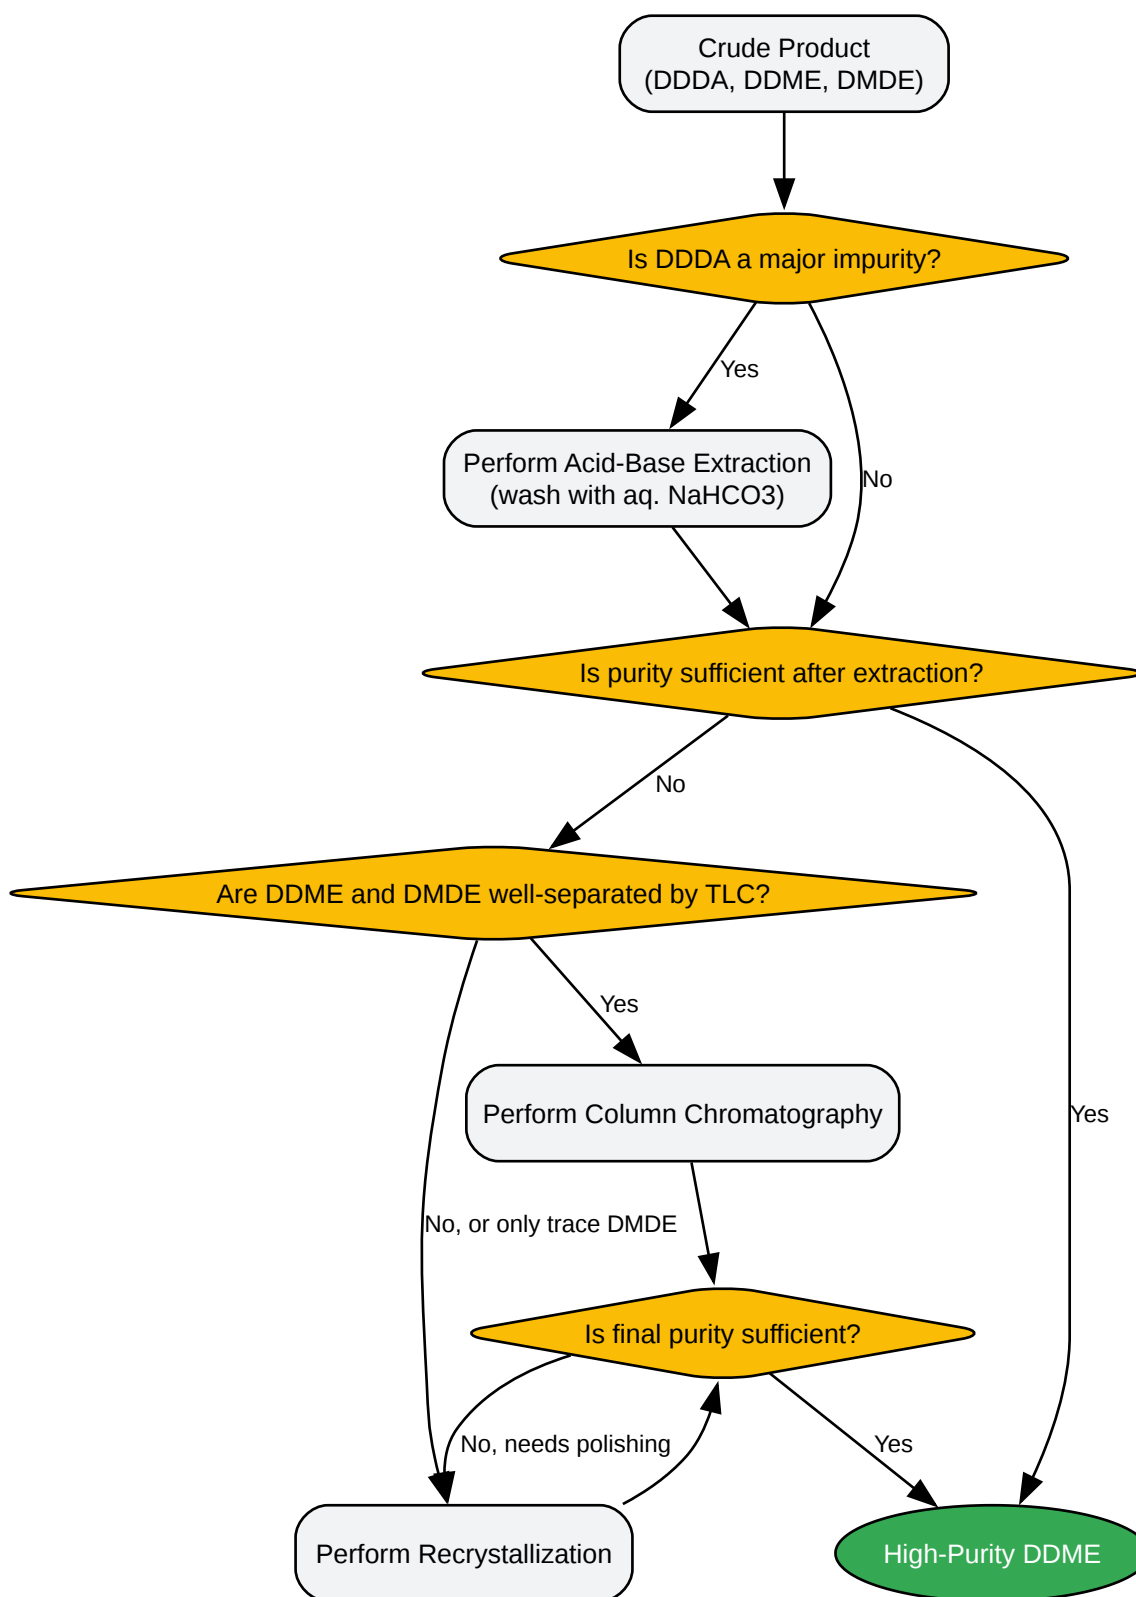 Crude Product
(DDDA, DDME, DMDE)
Is DDDA a major impurity?
Yes
Perform Acid-Base Extraction
(wash with aq. NaHCO3)
No
Is purity sufficient after extraction?
No
Are DDME and DMDE well-separated by TLC?
Yes
Perform Column Chromatography
Yes
No, or only trace DMDE
Is final purity sufficient?
No, needs polishing
Yes
Perform Recrystallization
High-Purity DDME